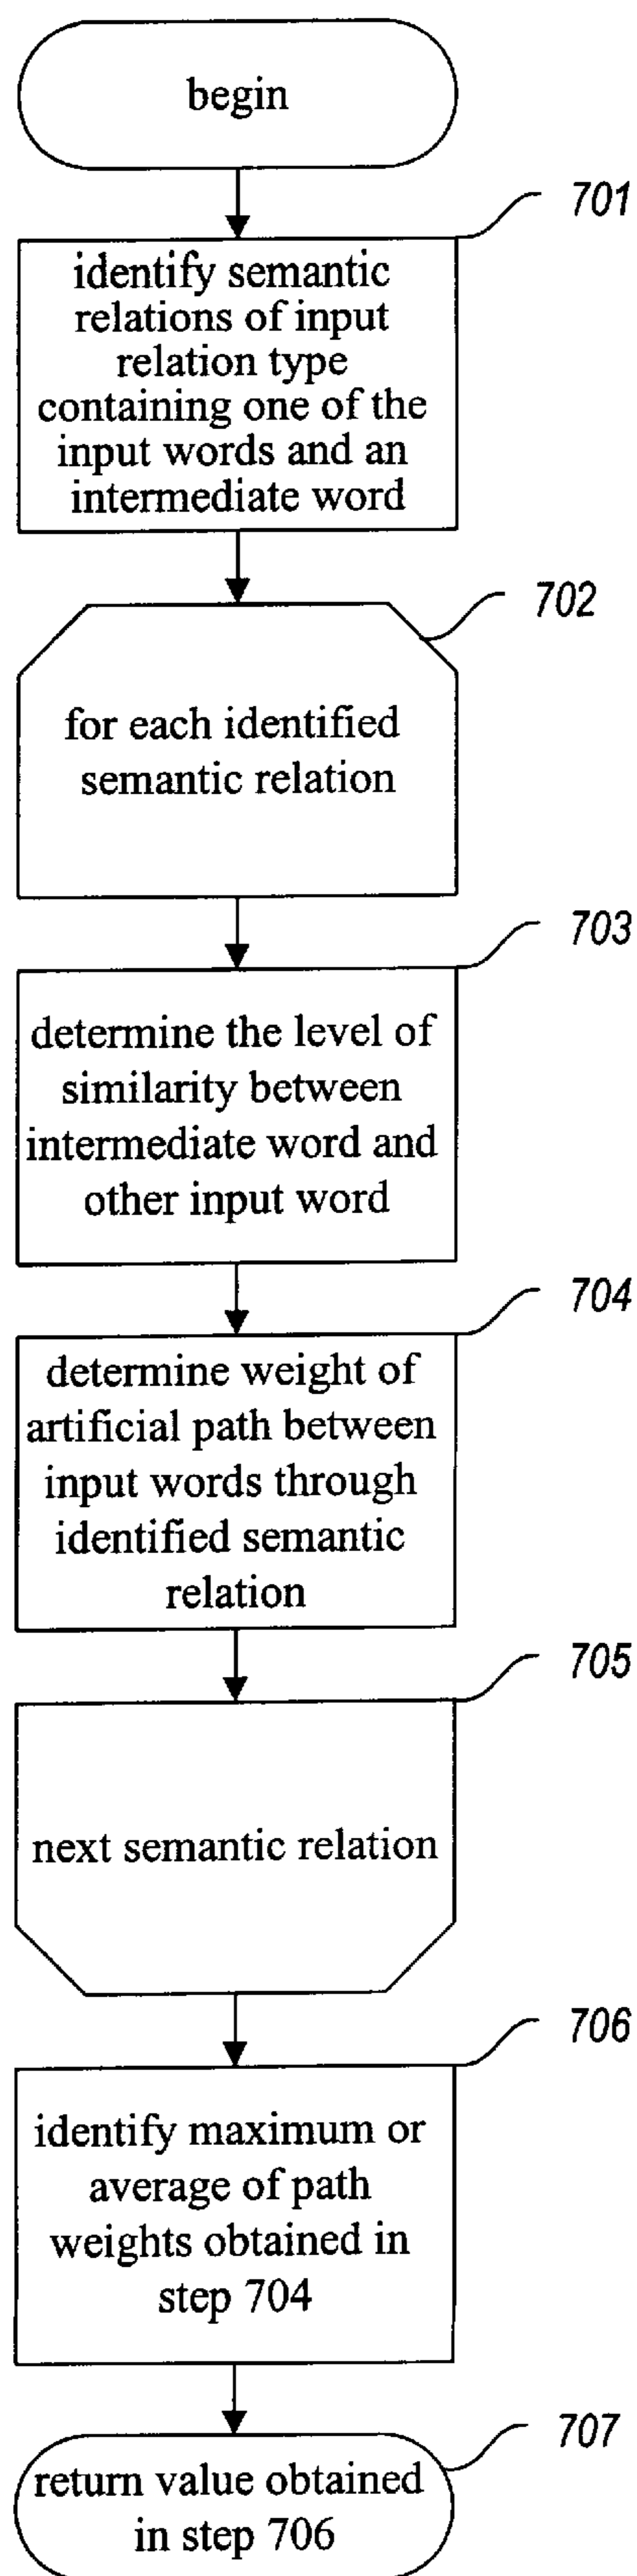 begin
701
identify semantic
relations of input
relation type
containing one of the
input words and an
intermediate word
702
for each identified
semantic relation
703
determine the level of
similarity between
intermediate word and
other input word
704
determine weight of
artificial path between
input words through
identified semantic
relation
705
next semantic relation
706
identify maximum or
average of path
weights obtained in
step 704
707
return value obtained
in step 706